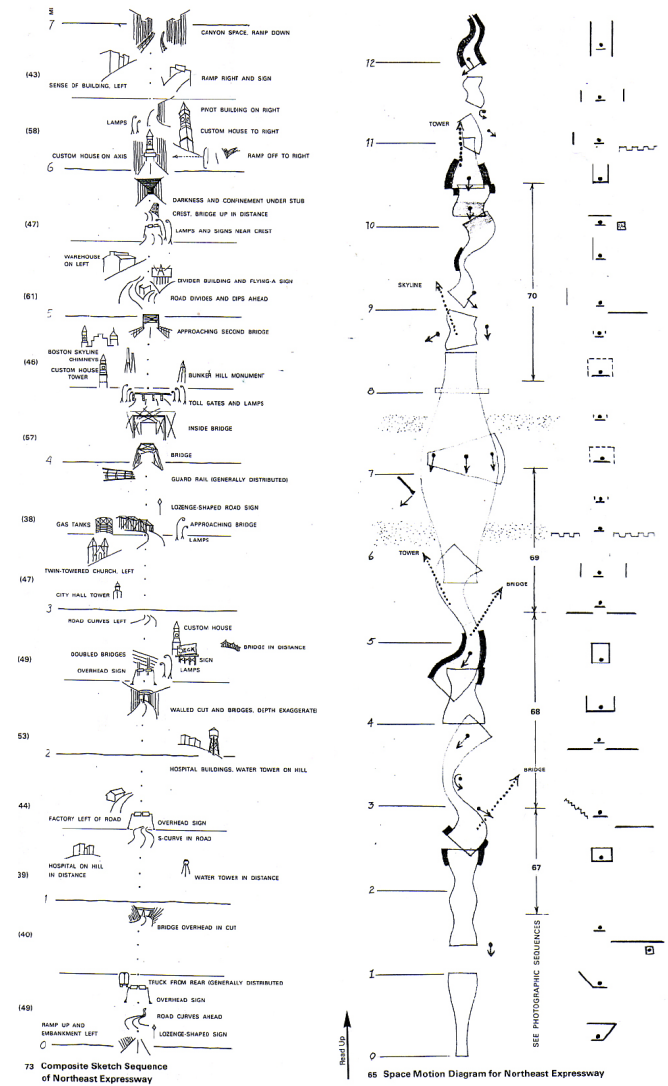 MI
7
CANYON SPACE, RAMP DOWN
(43)
SENSE OF BUILDING, LEFT
RAMP RIGHT AND SIGN
PIVOT BUILDING ON RIGHT
LAMPS
(58)
CUSTOM HOUSE TO RIGHT
CUSTOM HOUSE ON AXIS
RAMP OFF TO RIGHT
6
DARKNESS AND CONFINEMENT UNDER STUB
CREST, BRIDGE UP IN DISTANCE
(47)
LAMPS AND SIGNS NEAR CREST
WAREHOUSE
ON LEFT
DIVIDER BUILDING AND FLYING-A SIGN
(61)
ROAD DIVIDES AND DIPS AHEAD
5
APPROACHING SECOND BRIDGE
BOSTON SKYLINE
CHIMNEYS
(46)
CUSTOM HOUSE
TOWER
BUNKER HILL MONUMENT
TOLL GATES AND LAMPS
INSIDE BRIDGE
(57)
BRIDGE
4
GUARD RAIL (GENERALLY DISTRIBUTED)
LOZENGE-SHAPED ROAD SIGN
(38)
GAS TANKS
APPROACHING BRIDGE
LAMPS
TWIN-TOWERED CHURCH, LEFT
(47)
CITY HALL TOWER
3
ROAD CURVES LEFT
CUSTOM HOUSE
BRIDGE IN DISTANCE
DECK
SIGN
(49)
DOUBLED BRIDGES
OVERHEAD SIGN
LAMPS
WALLED CUT AND BRIDGES, DEPTH EXAGGERATE
53)
2
HOSPITAL BUILDINGS, WATER TOWER ON HILL
44)
FACTORY LEFT OF ROAD
OVERHEAD SIGN
S-CURVE IN ROAD
HOSPITAL ON HILL
IN DISTANCE
39)
WATER TOWER IN DISTANCE
1
BRIDGE OVERHEAD IN CUT
(40)
TRUCK FROM REAR (GENERALLY DISTRIBUTED
OVERHEAD SIGN
(49)
ROAD CURVES AHEAD
RAMP UP AND
EMBANKMENT LEFT
LOZENGE-SHAPED SIGN
0
73 Composite Sketch Sequence
of Northeast Expressway
12
TOWER
11
10
SKYLINE
9
70
8
7
69
6
TOWER
BRIDGE
5
68
4
BRIDGE
3
67
2
SEE PHOTOGRAPHIC SEQUENCES
1
Read Up
0
65 Space Motion Diagram for Northeast Expressway